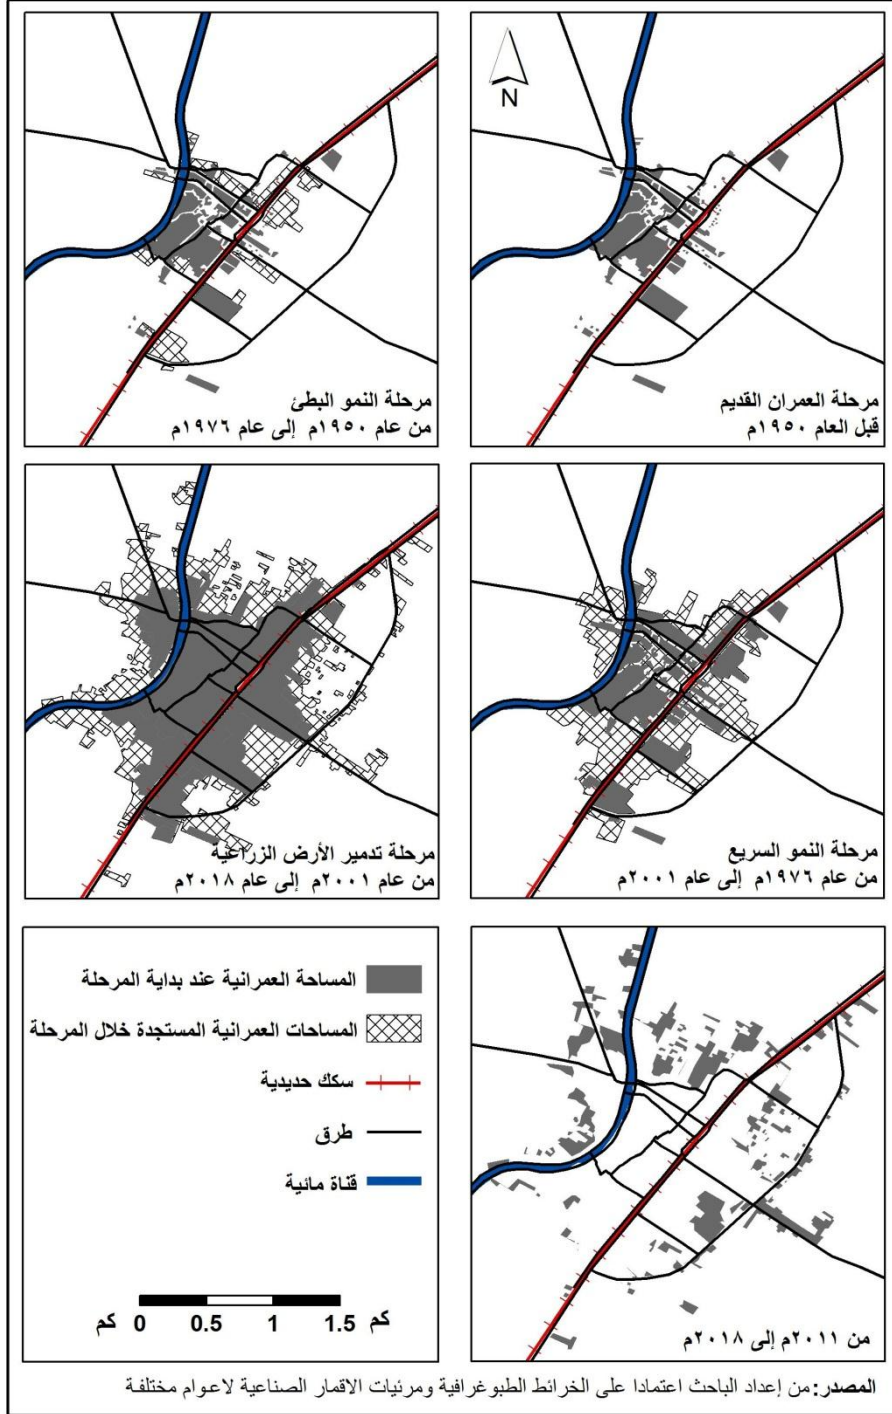 N
مرحلة العمران القديم
قبل العام ١٩٥٠م
مرحلة النمو البطئ
من عام ١٩٥٠م إلى عام ١٩٧٦م
مرحلة النمو السريع
من عام ١٩٧٦م إلى عام ٢٠٠١م
مرحلة تدمير الأرض الزراعية
من عام ٢٠٠١م إلى عام ٢٠١٨م
من ٢٠١١م إلى ٢٠١٨م
المساحة العمرانية عند بداية المرحلة
المساحات العمرانية المستجدة خلال المرحلة
سكك حديدية
طرق
قناة مائية
كم 0 0.5 1 1.5 كم
المصدر: من إعداد الباحث اعتمادا على الخرائط الطبوغرافية ومرئيات الاقمار الصناعية لاعوام مختلفة